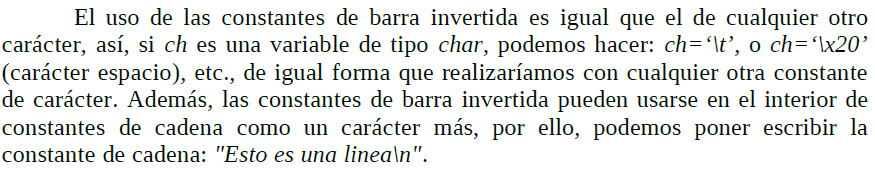 El uso de las constantes de barra invertida es igual que el de cualquier otro
carácter, así, si ch es una variable de tipo char, podemos hacer: ch=‘\t’, o ch=‘\x20’
(carácter espacio), etc., de igual forma que realizaríamos con cualquier otra constante
de carácter. Además, las constantes de barra invertida pueden usarse en el interior de
constantes de cadena como un carácter más, por ello, podemos poner escribir la
constante de cadena: "Esto es una linea\n".